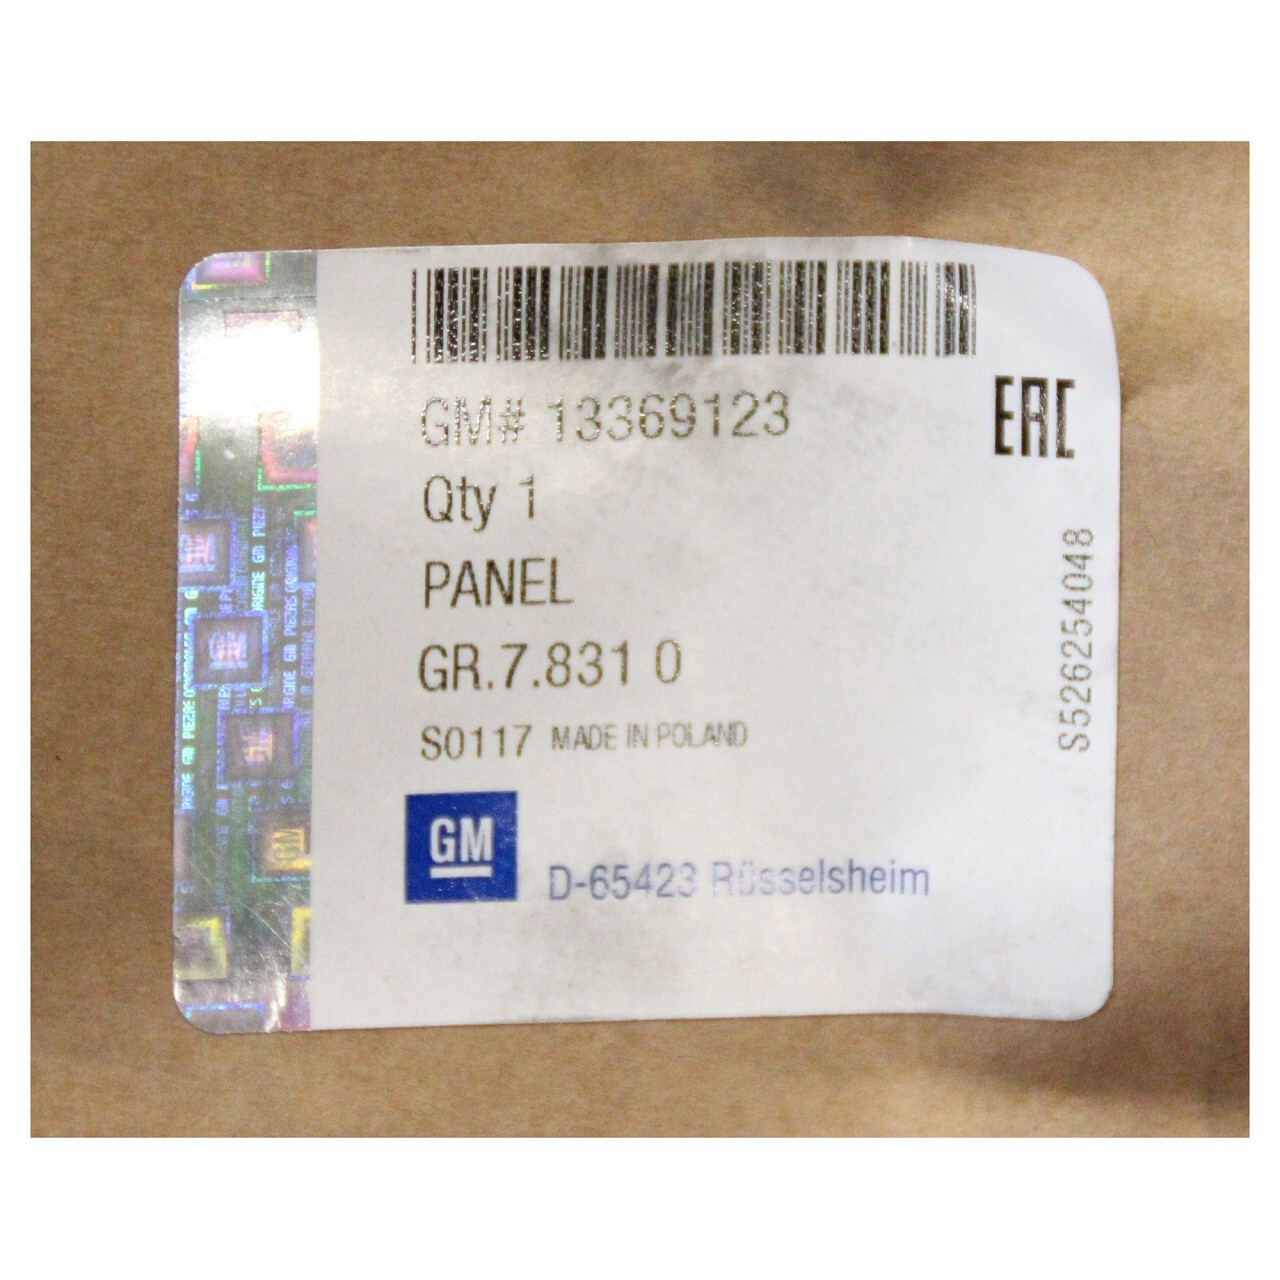 GM# 13369123
EAC
Qty 1
PANEL
GR.7.831 0
S0117 MADE IN POLAND
S526254048
GM
D-65423 Rüsselsheim